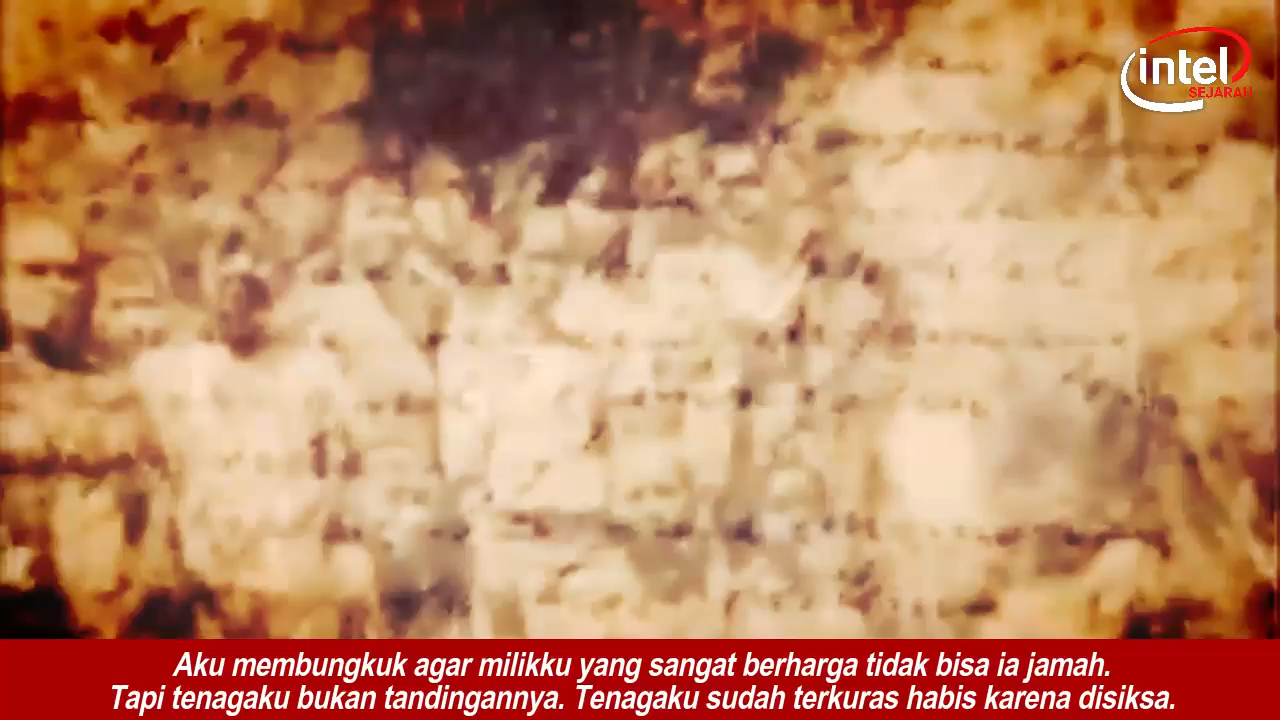 intel
SEJARAH
Aku membungkuk agar milikku yang sangat berharga tidak bisa ia jamah.
Tapi tenagaku bukan tandingannya. Tenagaku sudah terkuras habis karena disiksa.